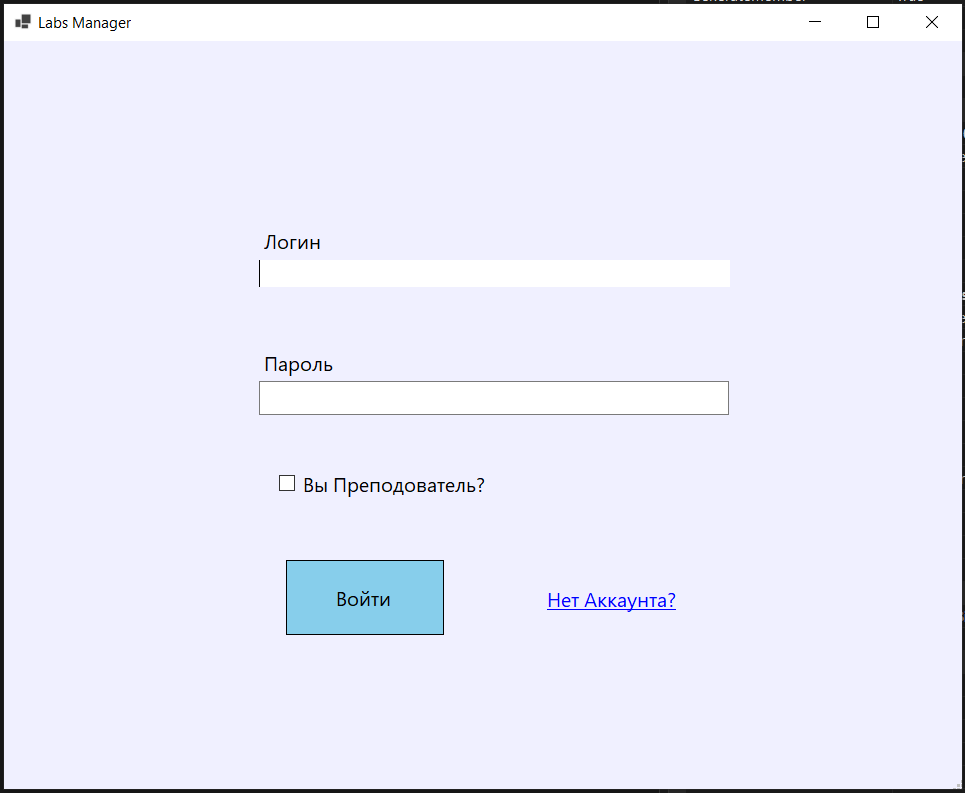 Labs Manager
Логин
Пароль
Вы Преподователь?
Войти
Нет Аккаунта?